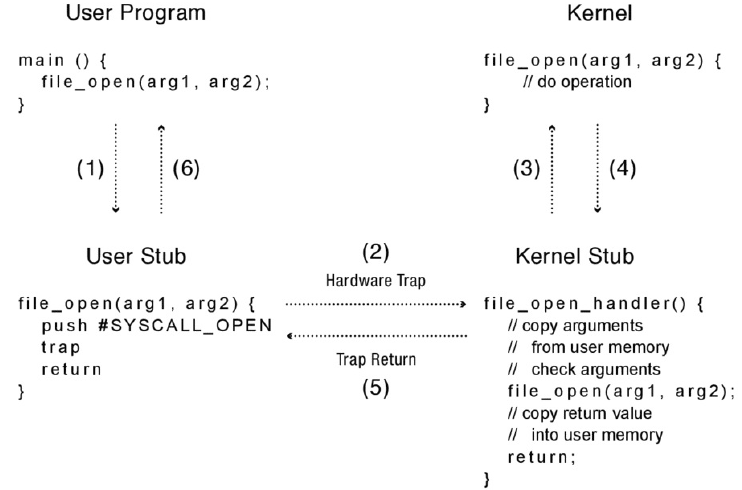 User Program
main () {
file_open(arg1, arg2);
}
(1)
(6)
User Stub
file_open(arg1, arg2) {
push #SYSCALL_OPEN
trap
return
}
(2)
Hardware Trap
Trap Return
(5)
Kernel
file_open(arg1, arg2) {
// do operation
}
(3)
(4)
Kernel Stub
file_open_handler() {
// copy arguments
// from user memory
// check arguments
file_open(arg1, arg2);
// copy return value
// into user memory
return;
}